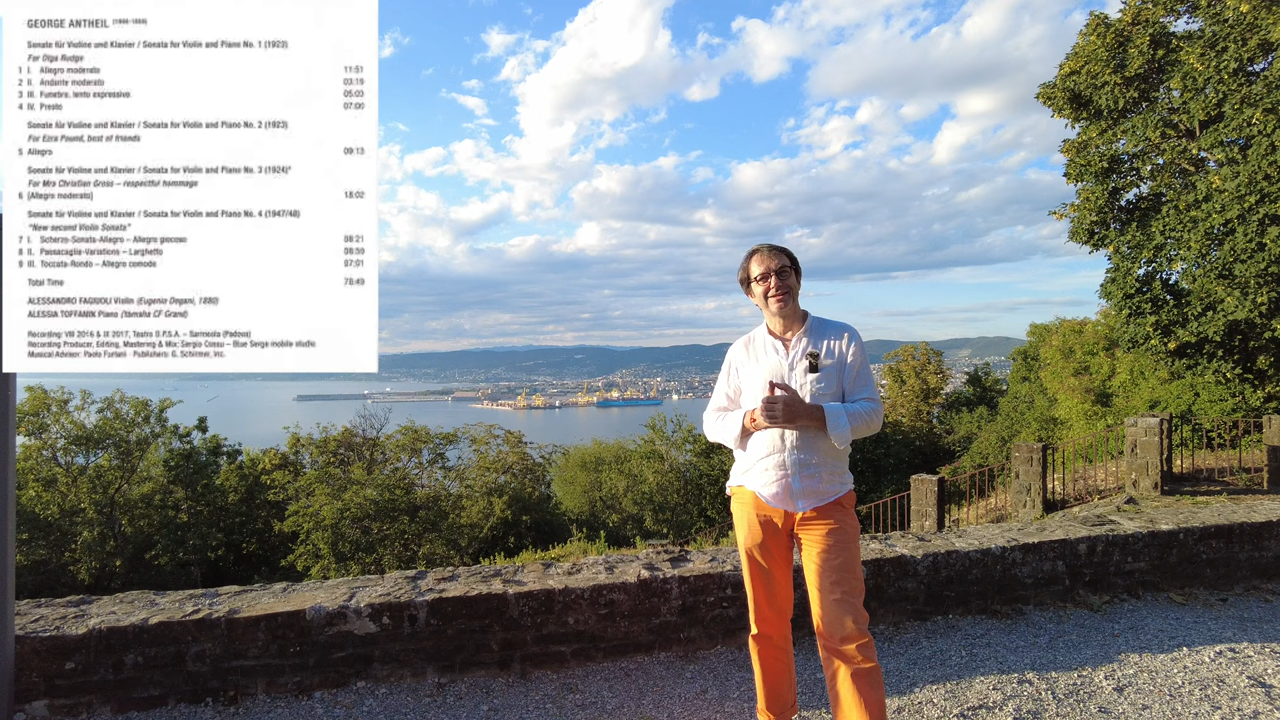 GEORGE ANTHEIL (1900-1959)
Sonate für Violine und Klavier / Sonata for Violin and Piano No. 1 (1923)
For Olga Rudge
1 I. Allegro moderato 11:51
2 II. Andante moderato 03:19
3 III. Funebre, lento expressivo 05:03
4 IV. Presto 07:00
Sonate für Violine und Klavier / Sonata for Violin and Piano No. 2 (1923)
For Ezra Pound, best of friends
5 Allegro 09:13
Sonate für Violine und Klavier / Sonata for Violin and Piano No. 3 (1924)*
For Mrs Christian Gross – respectful hommage
6 (Allegro moderato) 18:02
Sonate für Violine und Klavier / Sonata for Violin and Piano No. 4 (1947/48)
"New second Violin Sonata"
7 I. Scherzo-Sonata-Allegro – Allegro giocoso 08:21
8 II. Passacaglia-Variations – Larghetto 08:59
9 III. Toccata-Rondo – Allegro comodo 07:01
Total Time 78:49
ALESSANDRO FAGIUOLI Violin (Eugenio Degani, 1880)
ALESSIA TOFFANIN Piano (Yamaha CF Grand)
Recording: VIII 2016 & IX 2017, Teatro O.P.S.A. – Sarmeola (Padova)
Recording Producer, Editing, Mastering & Mix: Sergio Cossu – Blue Serge mobile studio
Musical Advisor: Paolo Furlani · Publishers: G. Schirmer, Inc.